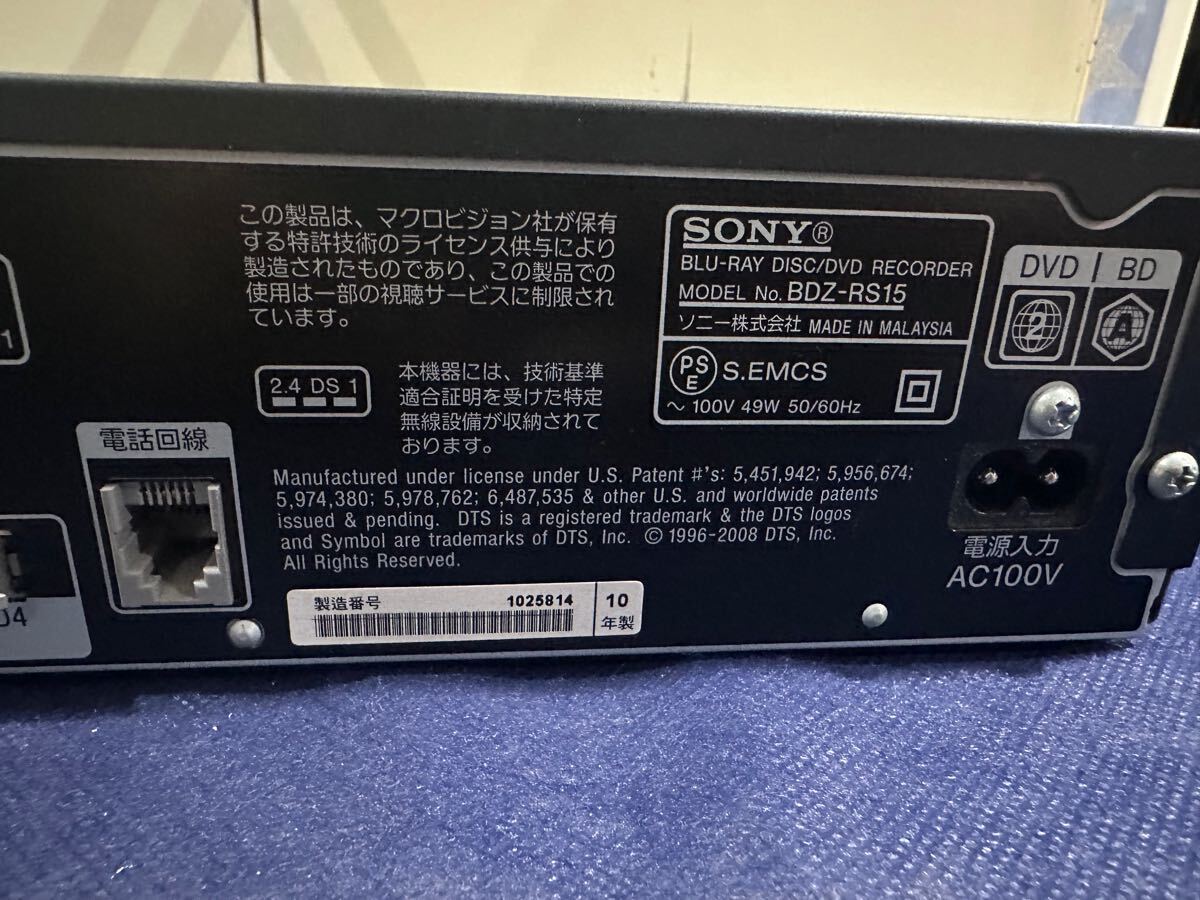 この製品は、マクロビジョン社が保有
する特許技術のライセンス供与により
製造されたものであり、この製品での
使用は一部の視聴サービスに制限され
ています。
1
2.4 DS 1
本機器には、技術基準
適合証明を受けた特定
無線設備が収納されて
おります。
SONY®
BLU-RAY DISC/DVD RECORDER
MODEL No. BDZ-RS15
ソニー株式会社 MADE IN MALAYSIA
PS
E
S.EMCS
～ 100V 49W 50/60Hz
DVD | BD
2 A
電話回線
Manufactured under license under U.S. Patent #'s: 5,451,942; 5,956,674;
5,974,380; 5,978,762; 6,487,535 & other U.S. and worldwide patents
issued & pending. DTS is a registered trademark & the DTS logos
and Symbol are trademarks of DTS, Inc. © 1996-2008 DTS, Inc.
All Rights Reserved.
電源入力
AC100V
製造番号 1025814
10
年製